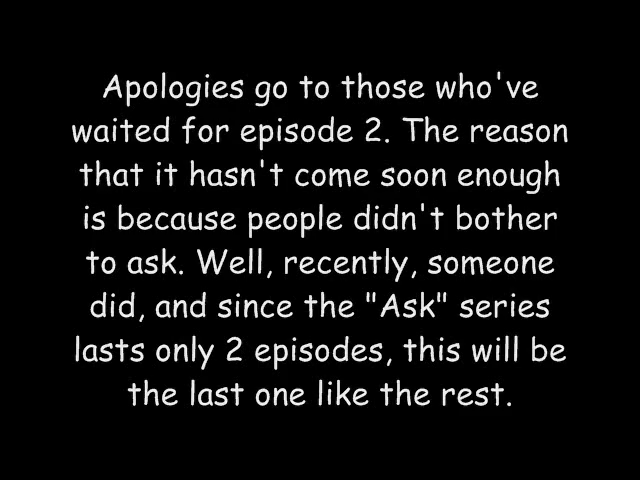 Apologies go to those who've
waited for episode 2. The reason
that it hasn't come soon enough
is because people didn't bother
to ask. Well, recently, someone
did, and since the "Ask" series
lasts only 2 episodes, this will be
the last one like the rest.